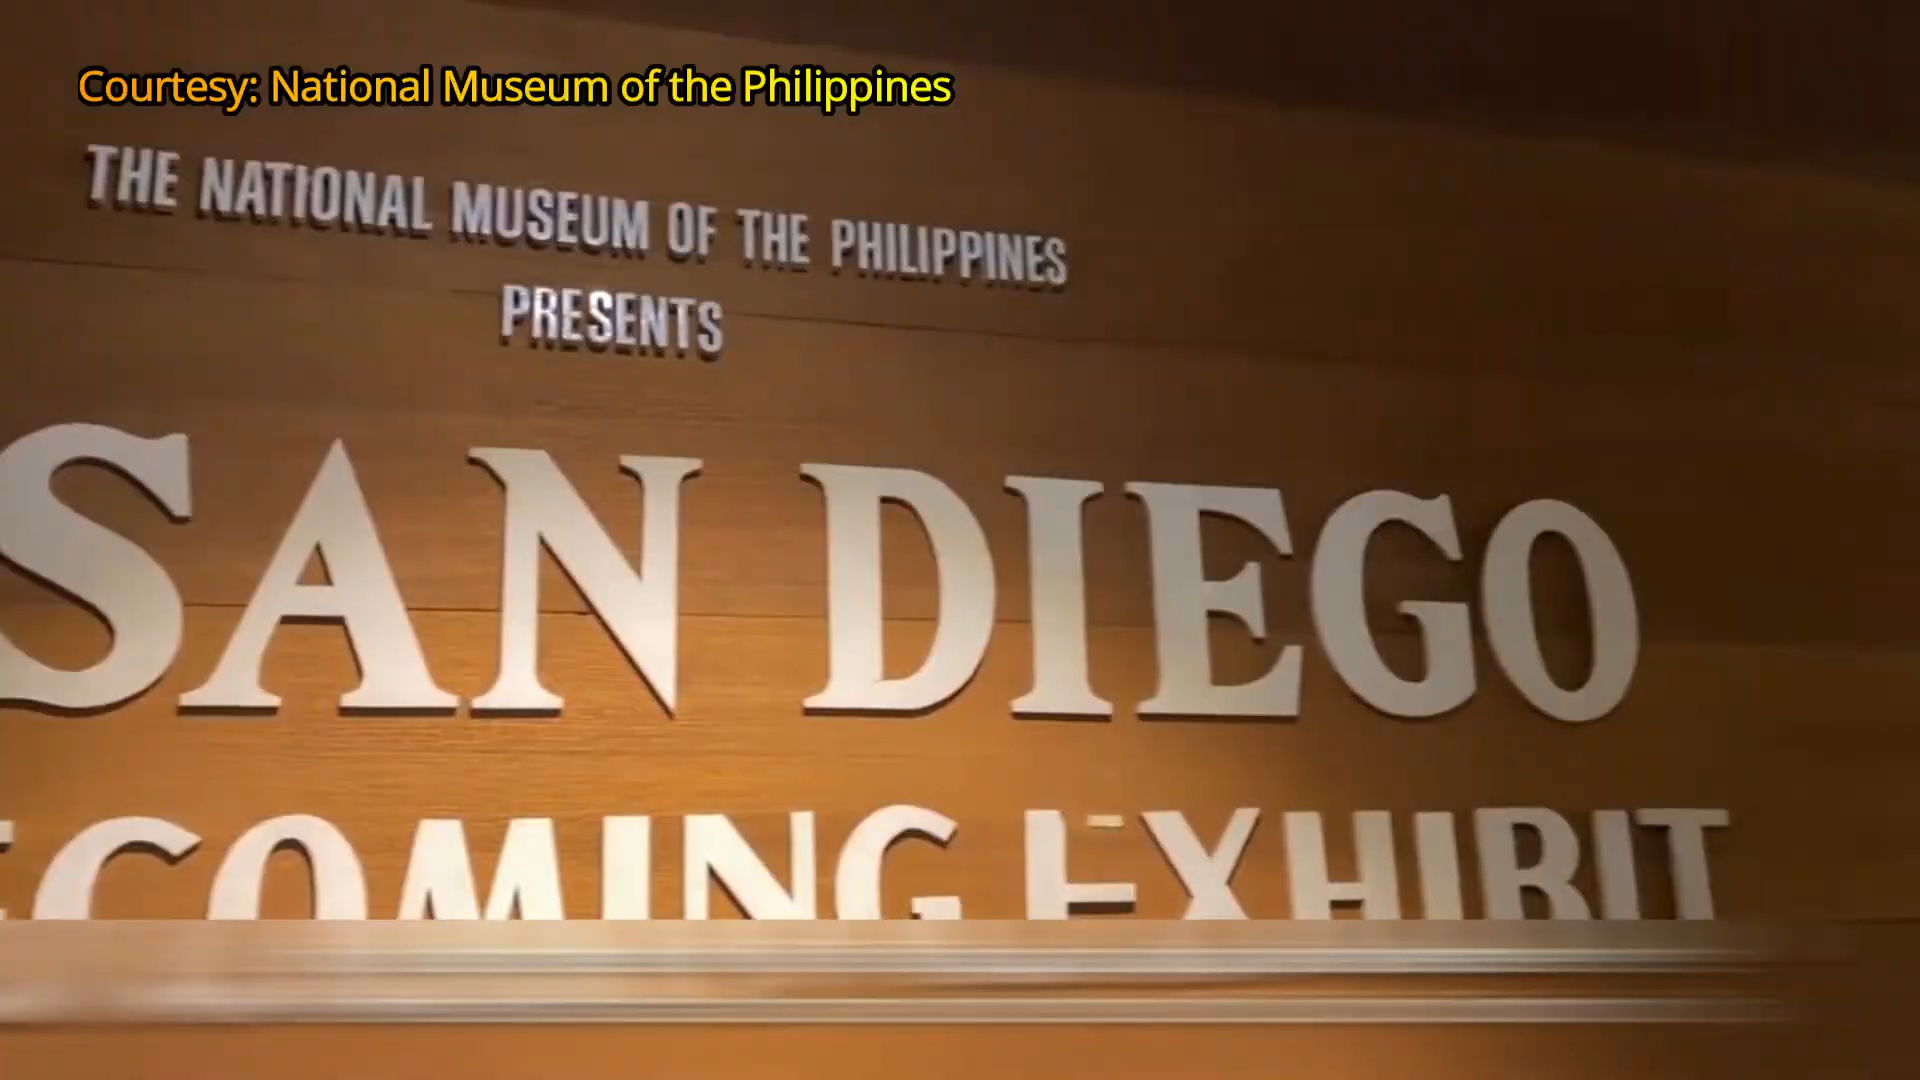 Courtesy: National Museum of the Philippines
THE NATIONAL MUSEUM OF THE PHILIPPINES
PRESENTS
SAN DIEGO
EXHIBIT